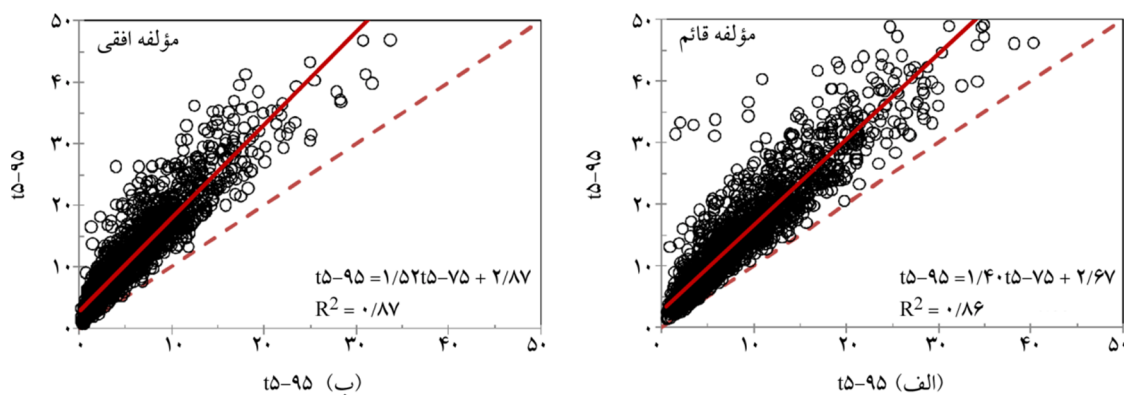 مؤلفه قائم
t۵-۹۵
۵۰
۴۰
۳۰
۲۰
۱۰
۰
t۵-۹۵ =۱/۴۰t۵-۷۵ + ۲/۶۷
R² = ۰/۸۶
۰ ۱۰ ۲۰ ۳۰ ۴۰ ۵۰
t۵-۹۵ (الف)
مؤلفه افقی
t۵-۹۵
۵۰
۴۰
۳۰
۲۰
۱۰
۰
t۵-۹۵ =۱/۵۲t۵-۷۵ + ۲/۸۷
R² = ۰/۸۷
۰ ۱۰ ۲۰ ۳۰ ۴۰ ۵۰
t۵-۹۵ (ب)